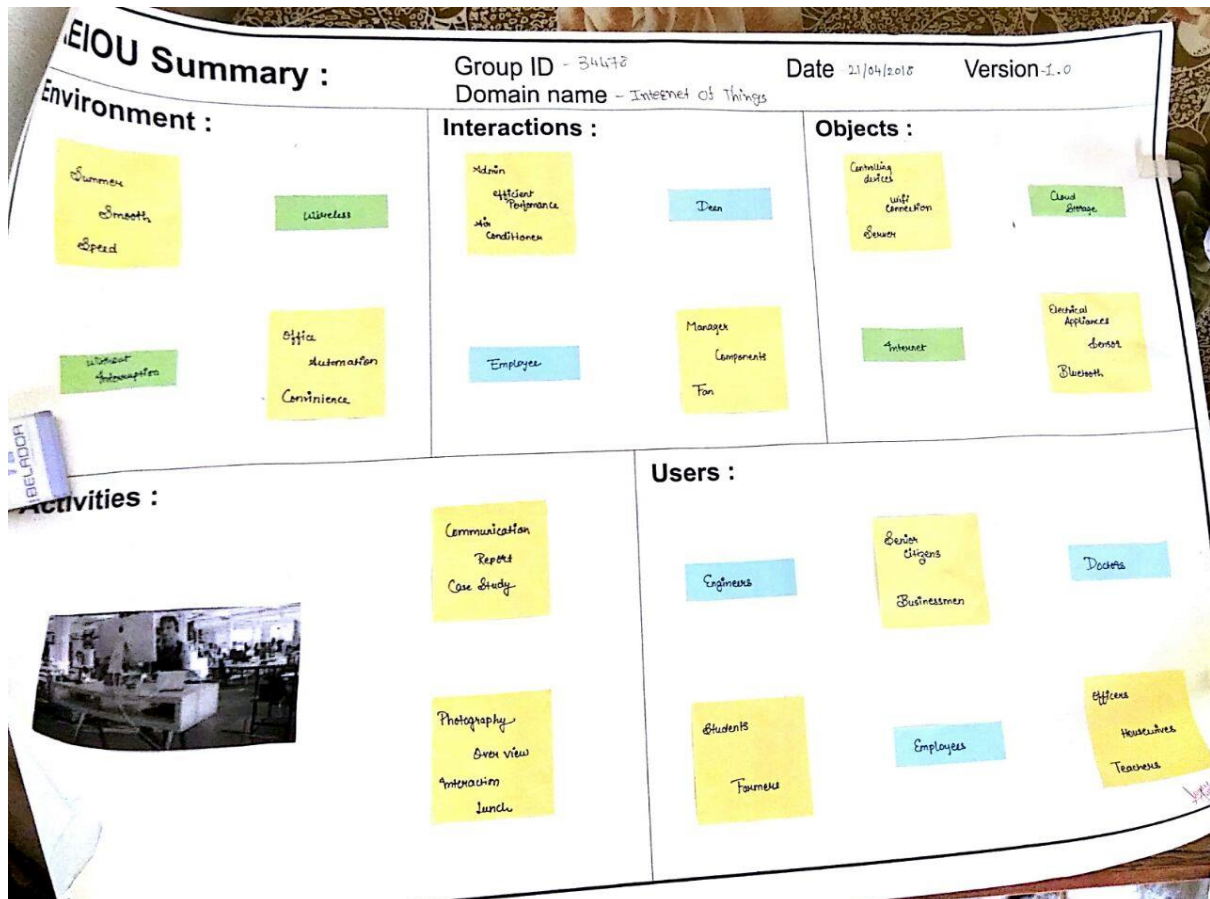 EIOU Summary :
Group ID - 34478
Date 21/04/2018
Version-1.0
Domain name - Internet of Things
Environment :
Summer
Smooth
Speed
Wireless
Without
Interruption
Office
Automation
Convinience
Interactions :
Admin
efficient
Performance
Air
Conditioner
Deen
Employee
Manager
Components
Fan
Objects :
Controlling
devices
Wifi
Connection
Server
Cloud
Storage
Internet
Electrical
Appliances
Sensor
Bluetooth
Activities :
Communication
Report
Case Study
Photography
Over view
Interaction
Lunch
Users :
Engineers
Senior
Citizens
Businessmen
Doctors
Students
Farmers
Employees
Officers
Housewives
Teachers
BELADOR